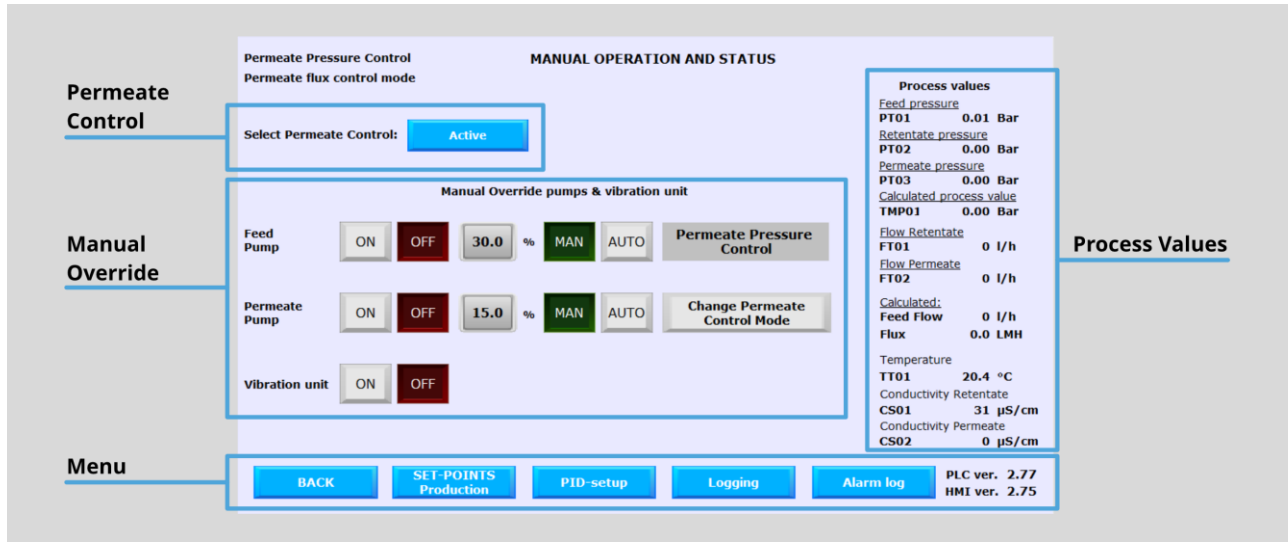 Permeate Pressure Control
MANUAL OPERATION AND STATUS
Permeate flux control mode
Permeate
Control
Select Permeate Control:
Active
Manual Override pumps & vibration unit
Manual
Override
Feed
Pump
ON
OFF
30.0
%
MAN
AUTO
Permeate Pressure
Control
Permeate
Pump
ON
OFF
15.0
%
MAN
AUTO
Change Permeate
Control Mode
Vibration unit
ON
OFF
Process values
Feed pressure
PT01 0.01 Bar
Retentate pressure
PT02 0.00 Bar
Permeate pressure
PT03 0.00 Bar
Calculated process value
TMP01 0.00 Bar
Flow Retentate
FT01 0 l/h
Flow Permeate
FT02 0 l/h
Calculated:
Feed Flow 0 l/h
Flux 0.0 LMH
Temperature
TT01 20.4 °C
Conductivity Retentate
CS01 31 µS/cm
Conductivity Permeate
CS02 0 µS/cm
Process Values
Menu
BACK
SET-POINTS
Production
PID-setup
Logging
Alarm log
PLC ver. 2.77
HMI ver. 2.75